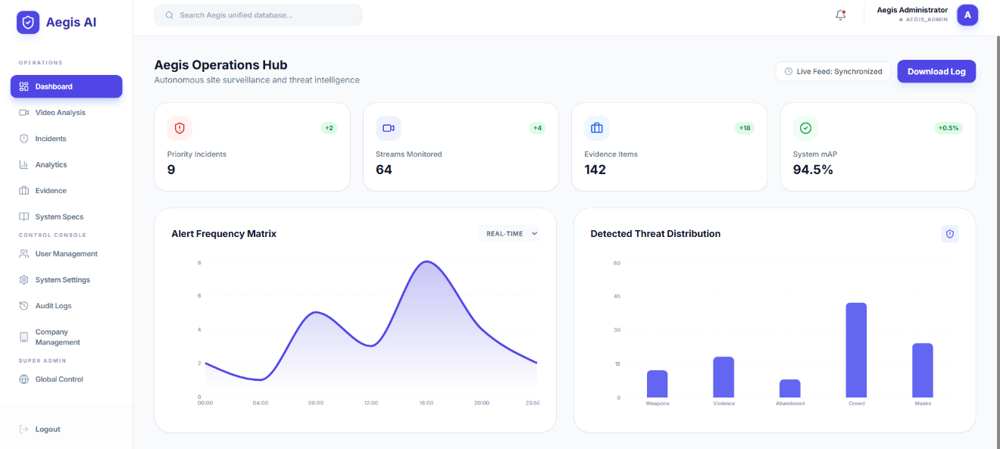 Aegis AI
Search Aegis unified database...
Aegis Administrator
AEGIS_ADMIN
A
OPERATIONS
Dashboard
Video Analysis
Incidents
Analytics
Evidence
System Specs
CONTROL CONSOLE
User Management
System Settings
Audit Logs
Company
Management
SUPER ADMIN
Global Control
Logout
Aegis Operations Hub
Autonomous site surveillance and threat intelligence
Live Feed: Synchronized
Download Log
+2
Priority Incidents
9
+4
Streams Monitored
64
+18
Evidence Items
142
+0.5%
System mAP
94.5%
Alert Frequency Matrix
REAL-TIME
8
6
4
2
0
00:00 04:00 08:00 12:00 16:00 20:00 23:59
Detected Threat Distribution
60
45
30
15
0
Weapons Violence Abandoned Crowd Masks